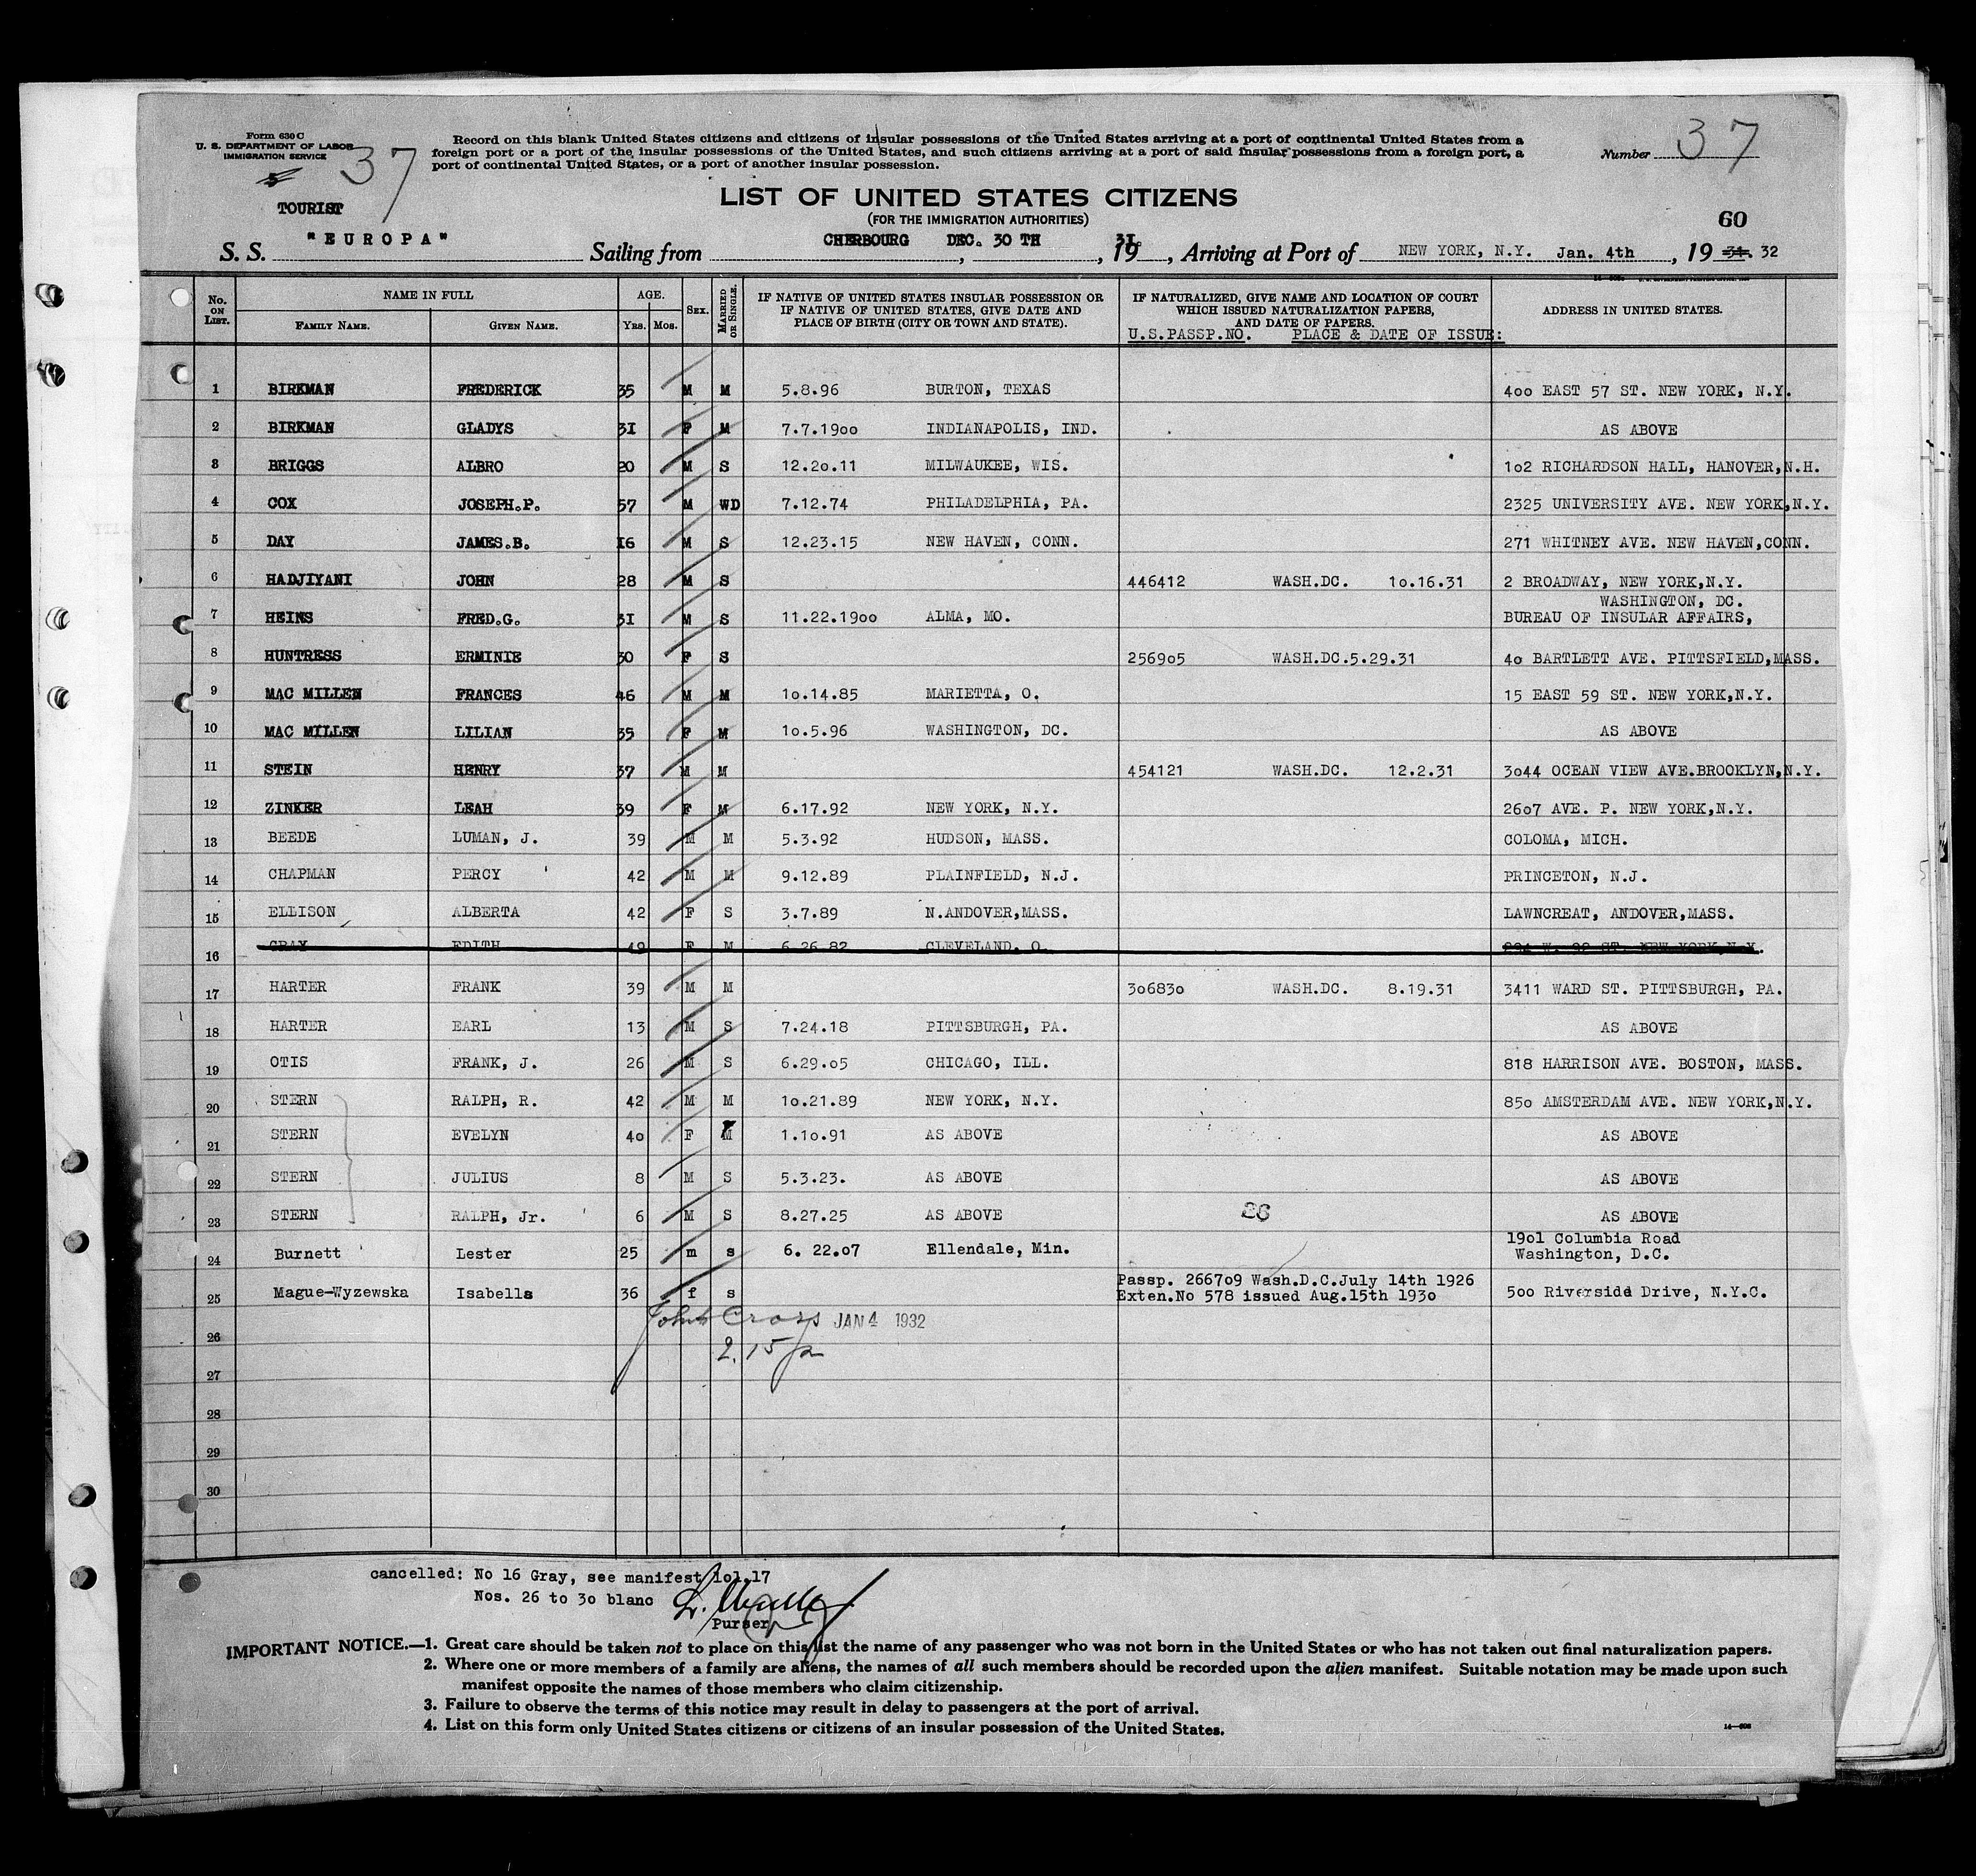 Form 630 C
U. S. DEPARTMENT OF LABOR
IMMIGRATION SERVICE
5
37
TOURIST
Record on this blank United States citizens and citizens of insular possessions of the United States arriving at a port of continental United States from a
foreign port or a port of the insular possessions of the United States, and such citizens arriving at a port of said insular possessions from a foreign port, a
port of continental United States, or a port of another insular possession.
Number 37
LIST OF UNITED STATES CITIZENS
(FOR THE IMMIGRATION AUTHORITIES)
60
S. S. "EUROPA" Sailing from CHERBOURG DEC. 30 TH, 19 31. , Arriving at Port of NEW YORK, N.Y. Jan. 4th , 19 31. 32
No. ON LIST. NAME IN FULL FAMILY NAME. GIVEN NAME. AGE. YRS. MOS. SEX. MARRIED OR SINGLE. IF NATIVE OF UNITED STATES INSULAR POSSESSION OR IF NATIVE OF UNITED STATES, GIVE DATE AND PLACE OF BIRTH (CITY OR TOWN AND STATE). IF NATURALIZED, GIVE NAME AND LOCATION OF COURT WHICH ISSUED NATURALIZATION PAPERS, AND DATE OF PAPERS. ADDRESS IN UNITED STATES.
U.S.PASSP.NO. PLACE & DATE OF ISSUE:
1 BIRKMAN FREDERICK 35 M M 5.8.96 BURTON, TEXAS 400 EAST 57 ST. NEW YORK, N.Y.
2 BIRKMAN GLADYS 31 F M 7.7.1900 INDIANAPOLIS, IND. AS ABOVE
3 BRIGGS ALBRO 20 M S 12.20.11 MILWAUKEE, WIS. 102 RICHARDSON HALL, HANOVER,N.H.
4 COX JOSEPH.P. 57 M WD 7.12.74 PHILADELPHIA, PA. 2325 UNIVERSITY AVE. NEW YORK,N.Y.
5 DAY JAMES.B. 16 M S 12.23.15 NEW HAVEN, CONN. 271 WHITNEY AVE. NEW HAVEN,CONN.
6 HADJIYANI JOHN 28 M S 446412 WASH.DC. 10.16.31 2 BROADWAY, NEW YORK,N.Y.
WASHINGTON, DC.
7 HEINS FRED.G. 31 M S 11.22.1900 ALMA, MO. BUREAU OF INSULAR AFFAIRS,
8 HUNTRESS ERMINIE 30 F S 256905 WASH.DC.5.29.31 40 BARTLETT AVE. PITTSFIELD,MASS.
9 MAC MILLEN FRANCES 46 M M 10.14.85 MARIETTA, O. 15 EAST 59 ST. NEW YORK,N.Y.
10 MAC MILLEN LILIAN 35 F M 10.5.96 WASHINGTON, DC. AS ABOVE
11 STEIN HENRY 37 M M 454121 WASH.DC. 12.2.31 3044 OCEAN VIEW AVE.BROOKLYN,N.Y.
12 ZINKER LEAH 39 F M 6.17.92 NEW YORK, N.Y. 2607 AVE. P. NEW YORK,N.Y.
13 BEEDE LUMAN, J. 39 M M 5.3.92 HUDSON, MASS. COLOMA, MICH.
14 CHAPMAN PERCY 42 M M 9.12.89 PLAINFIELD, N.J. PRINCETON, N.J.
15 ELLISON ALBERTA 42 F S 3.7.89 N.ANDOVER,MASS. LAWNCREAT, ANDOVER,MASS.
16 GRAY EDITH 49 F M 6.26.82 CLEVELAND. O. ST. NEW YORK,N.Y.
17 HARTER FRANK 39 M M 306830 WASH.DC. 8.19.31 3411 WARD ST. PITTSBURGH, PA.
18 HARTER EARL 13 M S 7.24.18 PITTSBURGH, PA. AS ABOVE
19 OTIS FRANK, J. 26 M S 6.29.05 CHICAGO, ILL. 818 HARRISON AVE. BOSTON, MASS.
20 STERN RALPH, R. 42 M M 10.21.89 NEW YORK, N.Y. 850 AMSTERDAM AVE. NEW YORK,N.Y.
21 STERN EVELYN 40 F M 1.10.91 AS ABOVE AS ABOVE
22 STERN JULIUS 8 M S 5.3.23. AS ABOVE AS ABOVE
23 STERN RALPH, Jr. 6 M S 8.27.25 AS ABOVE AS ABOVE
24 Burnett Lester 25 m s 6. 22.07 Ellendale, Min. 1901 Columbia Road
Washington, D.C.
Passp. 266709 Wash.D.C.July 14th 1926
25 Mague-Wyzewska Isabella 36 f s Exten.No 578 issued Aug.15th 1930 500 Riverside Drive, N.Y.C.
John Cross JAN 4 1932
26
2.15 p
27
28
29
30
cancelled: No 16 Gray, see manifest 101.17
Nos. 26 to 30 blanc
Purser
IMPORTANT NOTICE.—1. Great care should be taken not to place on this list the name of any passenger who was not born in the United States or who has not taken out final naturalization papers.
2. Where one or more members of a family are aliens, the names of all such members should be recorded upon the alien manifest. Suitable notation may be made upon such
manifest opposite the names of those members who claim citizenship.
3. Failure to observe the terms of this notice may result in delay to passengers at the port of arrival.
4. List on this form only United States citizens or citizens of an insular possession of the United States.